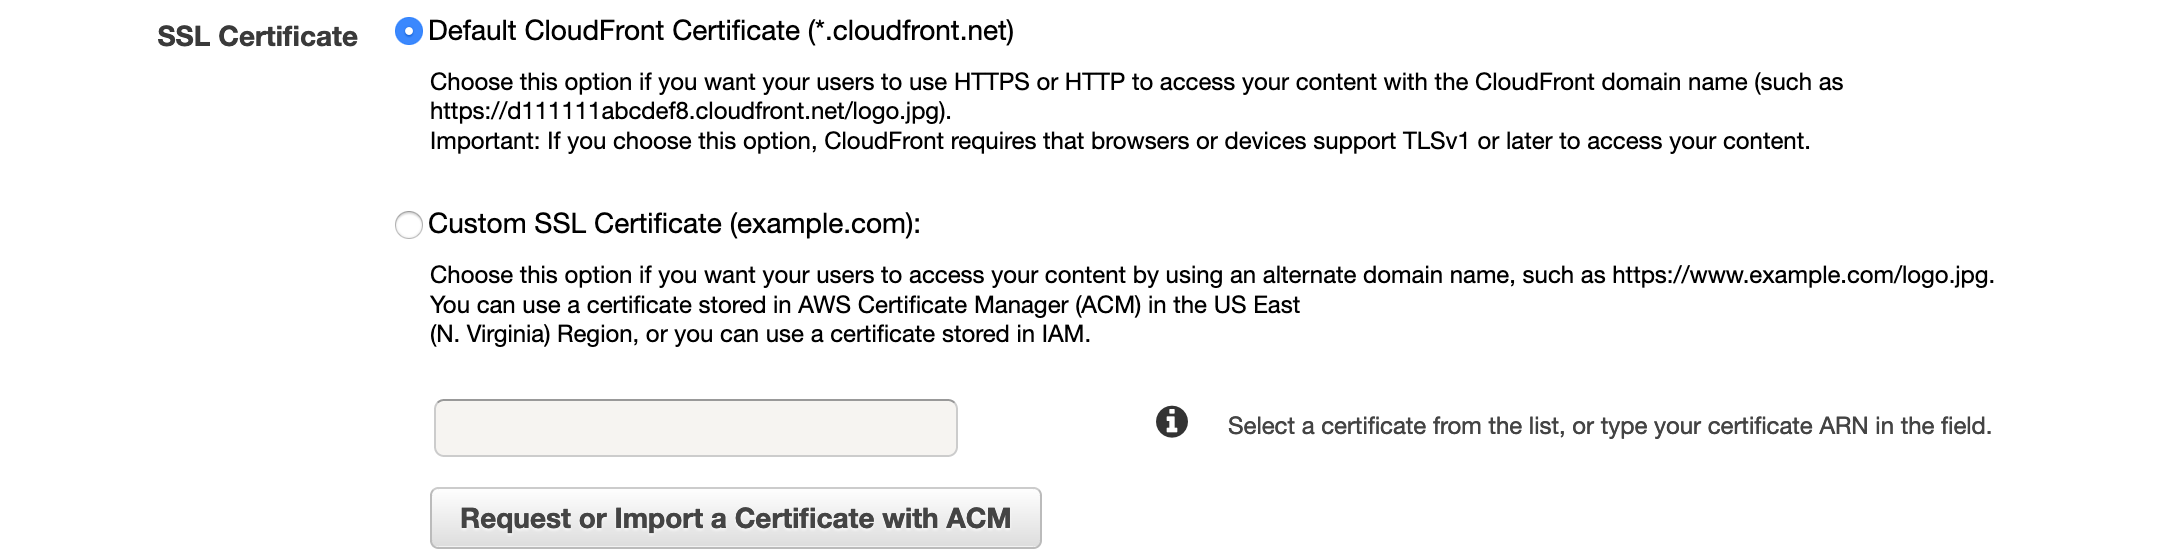 SSL Certificate
Default CloudFront Certificate (*.cloudfront.net)
Choose this option if you want your users to use HTTPS or HTTP to access your content with the CloudFront domain name (such as
https://d111111abcdef8.cloudfront.net/logo.jpg).
Important: If you choose this option, CloudFront requires that browsers or devices support TLSv1 or later to access your content.
Custom SSL Certificate (example.com):
Choose this option if you want your users to access your content by using an alternate domain name, such as https://www.example.com/logo.jpg.
You can use a certificate stored in AWS Certificate Manager (ACM) in the US East
(N. Virginia) Region, or you can use a certificate stored in IAM.
Select a certificate from the list, or type your certificate ARN in the field.
Request or Import a Certificate with ACM